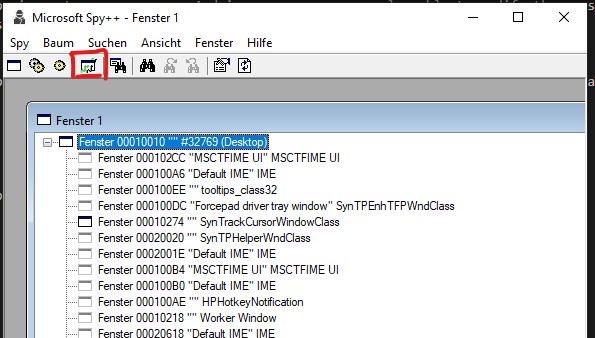 Microsoft Spy++ - Fenster 1
Spy Baum Suchen Ansicht Fenster Hilfe
Fenster 1
Fenster 00010010 "" #32769 (Desktop)
Fenster 000102CC "MSCTFIME UI" MSCTFIME UI
Fenster 000100A6 "Default IME" IME
Fenster 000100EE "" tooltips_class32
Fenster 000100DC "Forcepad driver tray window" SynTPEnhTFPWndClass
Fenster 00010274 "" SynTrackCursorWindowClass
Fenster 00020020 "" SynTPHelperWndClass
Fenster 0002001E "Default IME" IME
Fenster 000100B4 "MSCTFIME UI" MSCTFIME UI
Fenster 000100B0 "Default IME" IME
Fenster 000100AE "" HPHotkeyNotification
Fenster 00010218 "" Worker Window
Fenster 00020618 "Default IME" IME